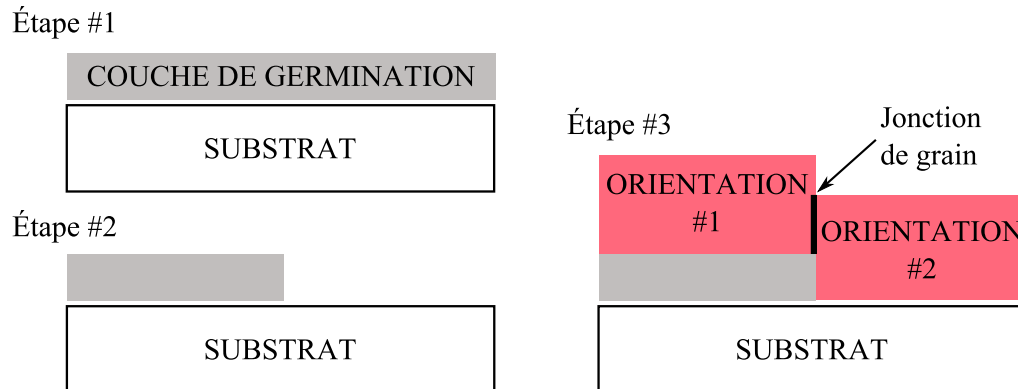 Étape #1
COUCHE DE GERMINATION
SUBSTRAT
Étape #2
SUBSTRAT
Étape #3
Jonction
de grain
ORIENTATION
#1
ORIENTATION
#2
SUBSTRAT